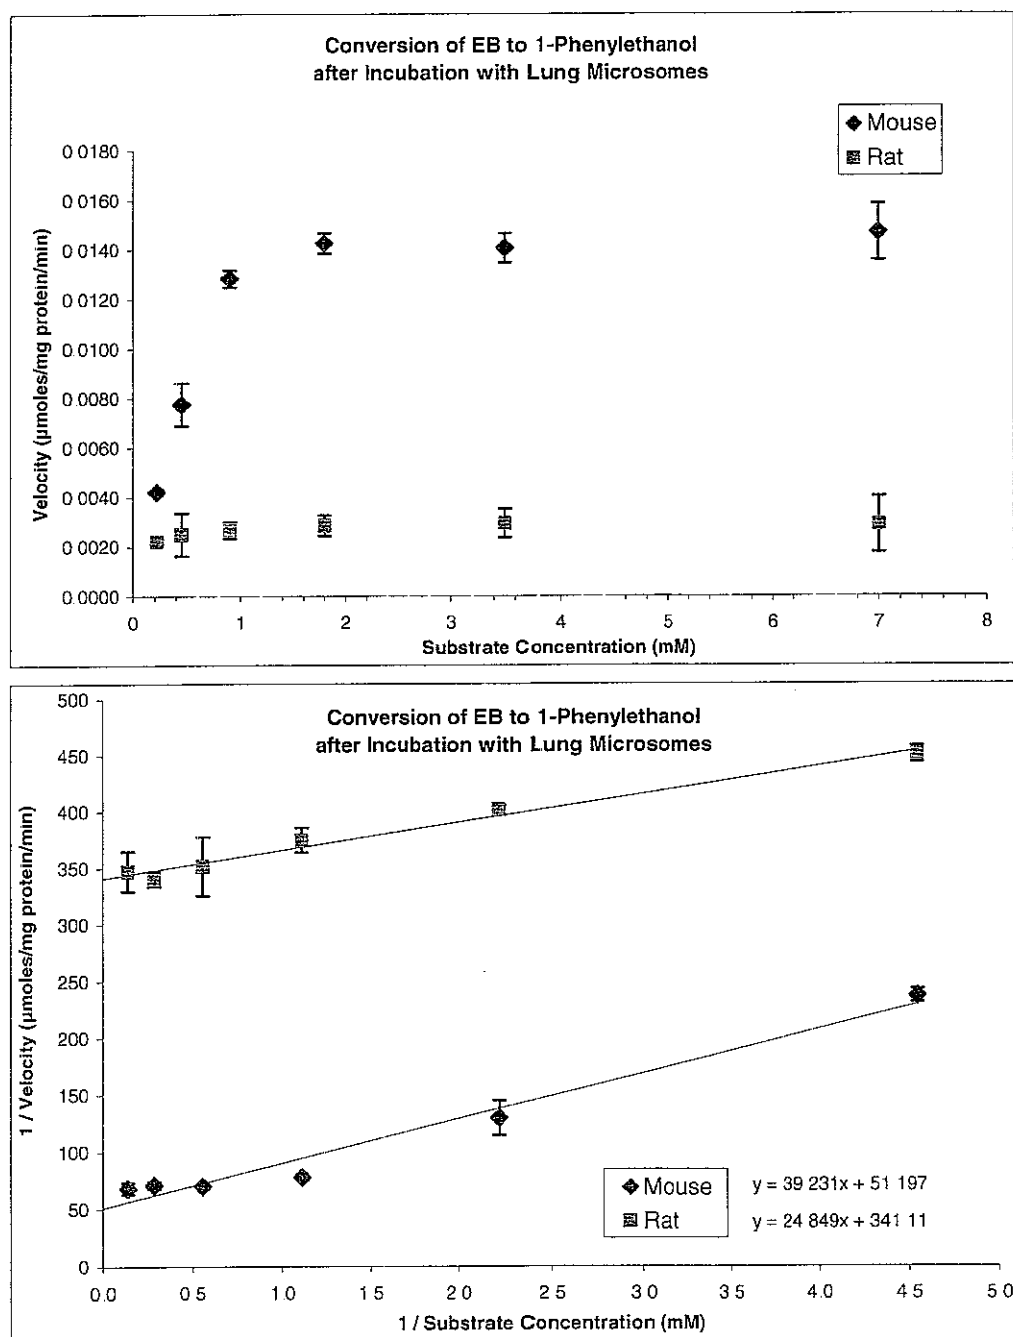 Conversion of EB to 1-Phenylethanol
after Incubation with Lung Microsomes
Mouse
Rat
0 0180
0 0160
0 0140
0 0120
0 0100
0 0080
0 0060
0 0040
0 0020
0.0000
Velocity (µmoles/mg protein/min)
0 1 2 3 4 5 6 7 8
Substrate Concentration (mM)
Conversion of EB to 1-Phenylethanol
after Incubation with Lung Microsomes
500
450
400
350
300
250
200
150
100
50
0
1 / Velocity (µmoles/mg protein/min)
Mouse y = 39 231x + 51 197
Rat y = 24 849x + 341 11
0 0 0 5 1 0 1 5 2 0 2 5 3 0 3 5 4 0 4 5 5 0
1 / Substrate Concentration (mM)